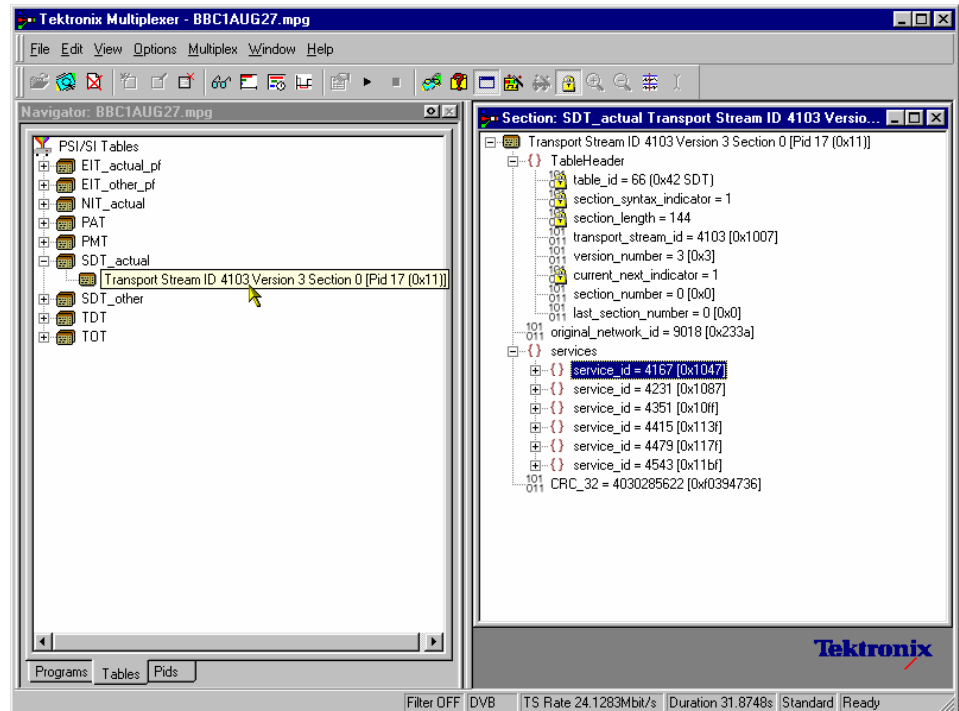 Tektronix Multiplexer - BBC1AUG27.mpg
File Edit View Options Multiplex Window Help
Navigator: BBC1AUG27.mpg
PSI/SI Tables
EIT_actual_pf
EIT_other_pf
NIT_actual
PAT
PMT
SDT_actual
Transport Stream ID 4103 Version 3 Section 0 [Pid 17 (0x11)]
SDT_other
TDT
TOT
Programs Tables Pids
Section: SDT_actual Transport Stream ID 4103 Versio...
Transport Stream ID 4103 Version 3 Section 0 [Pid 17 (0x11)]
TableHeader
table_id = 66 (0x42 SDT)
section_syntax_indicator = 1
section_length = 144
transport_stream_id = 4103 [0x1007]
version_number = 3 [0x3]
current_next_indicator = 1
section_number = 0 [0x0]
last_section_number = 0 [0x0]
original_network_id = 9018 [0x233a]
services
service_id = 4167 [0x1047]
service_id = 4231 [0x1087]
service_id = 4351 [0x10ff]
service_id = 4415 [0x113f]
service_id = 4479 [0x117f]
service_id = 4543 [0x11bf]
CRC_32 = 4030285622 [0xf0394736]
Tektronix
Filter OFF DVB TS Rate 24.1283Mbit/s Duration 31.8748s Standard Ready